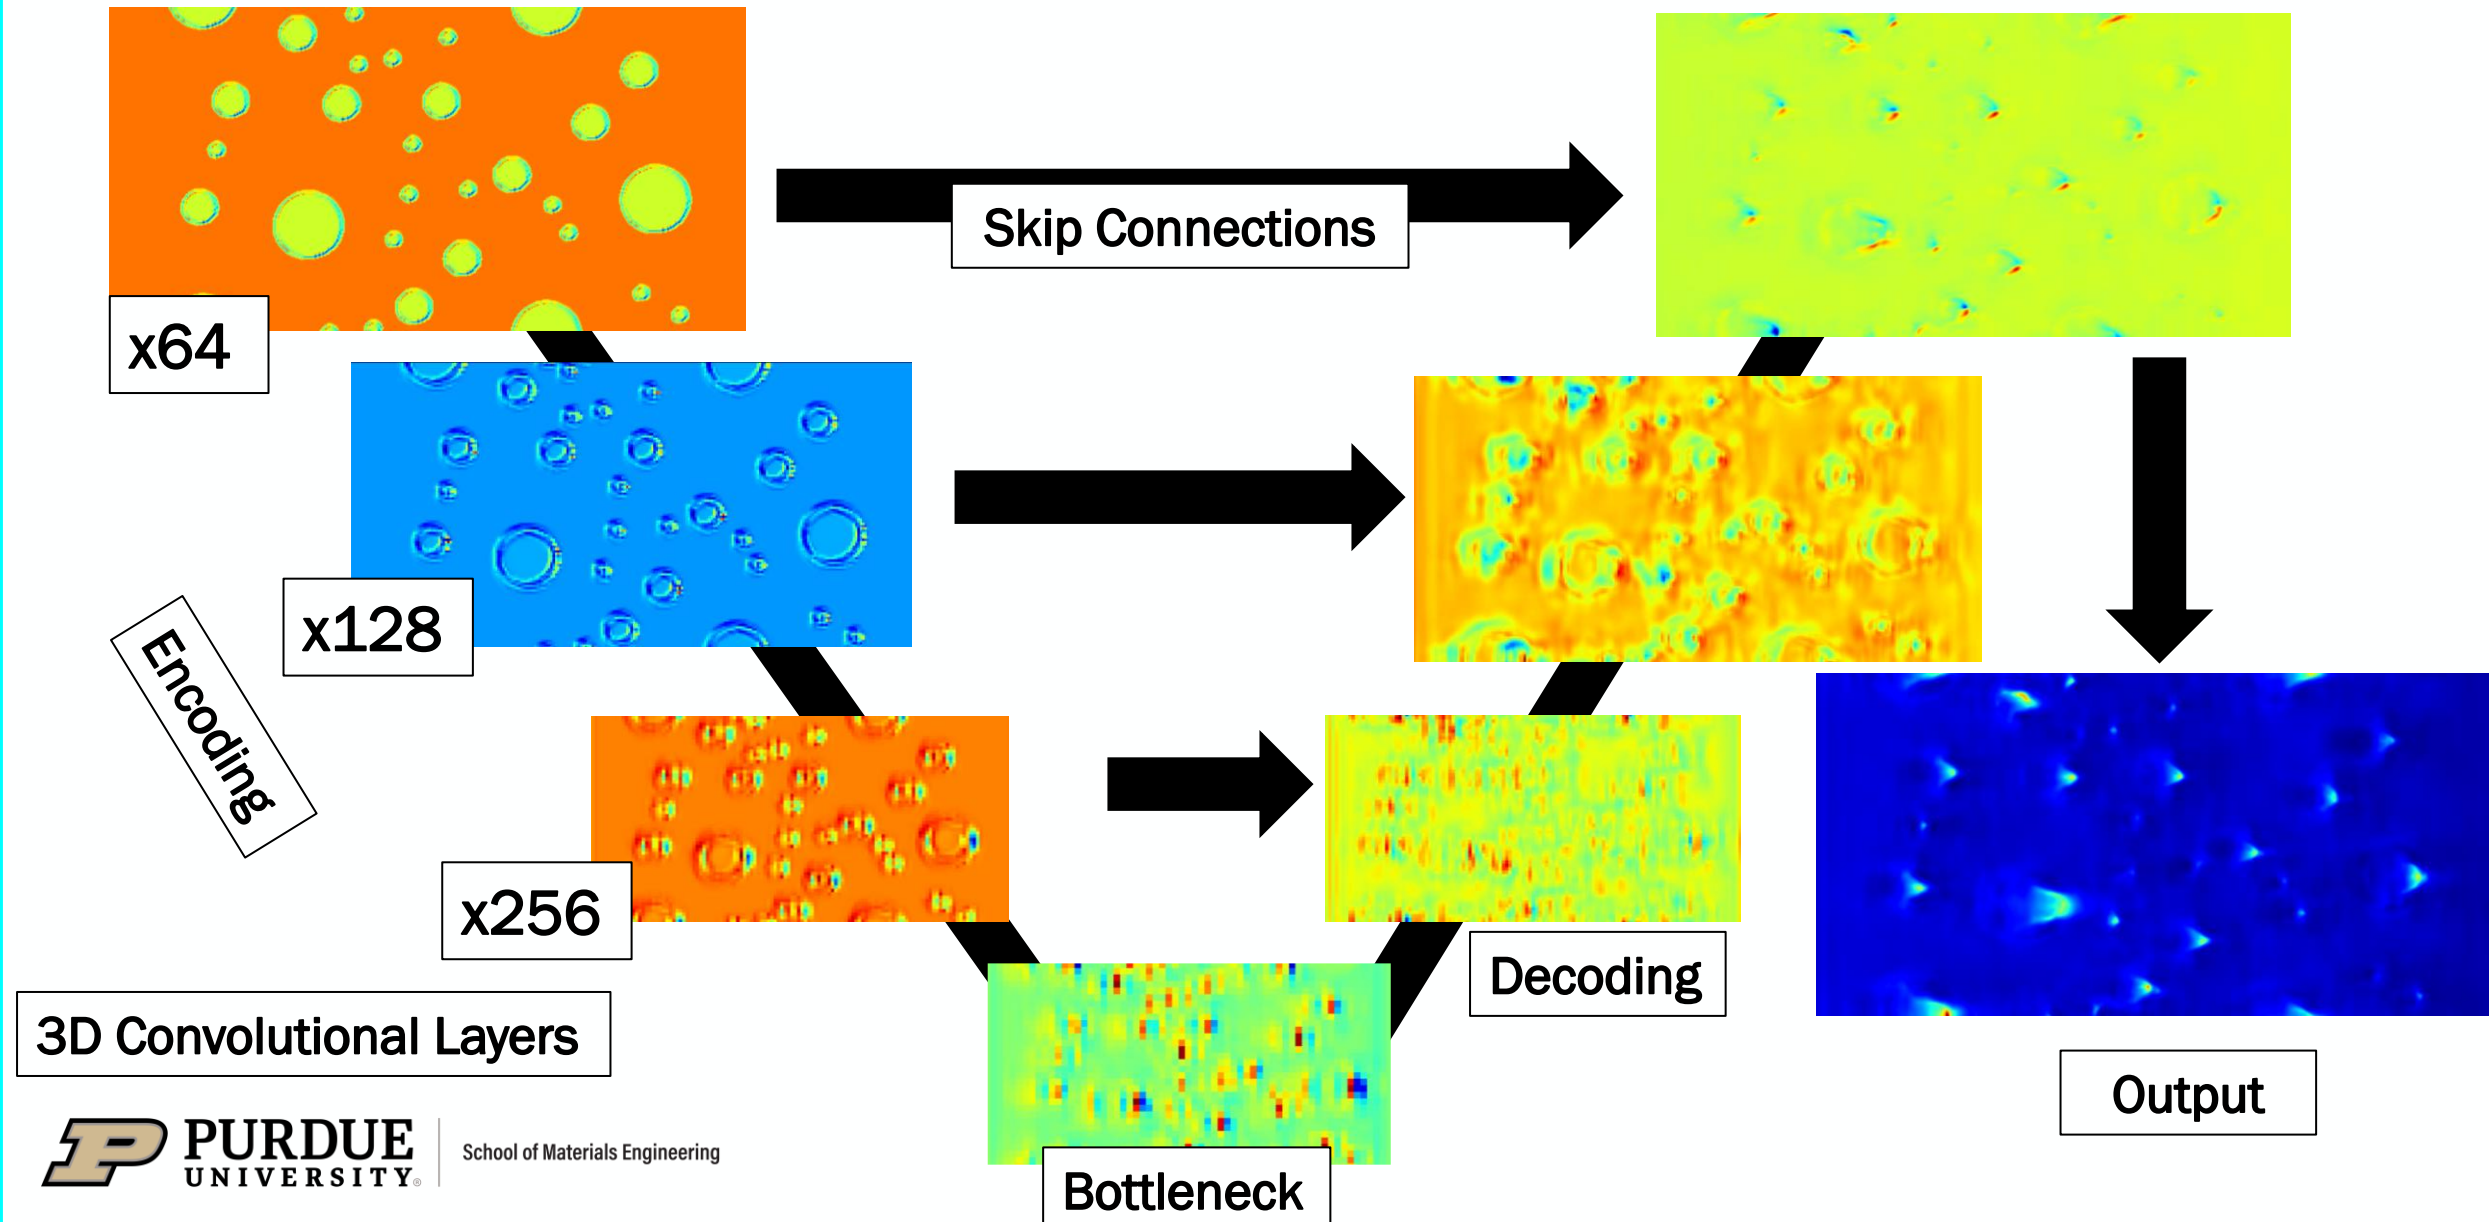 Skip Connections
x64
x128
Encoding
x256
Decoding
3D Convolutional Layers
Output
PURDUE
UNIVERSITY®
School of Materials Engineering
Bottleneck